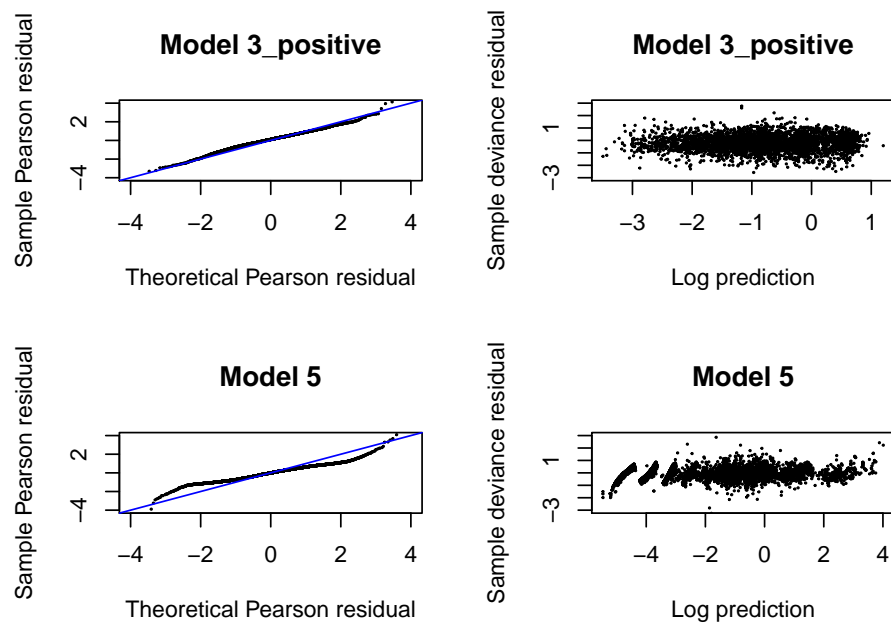 Model 3_positive
Sample Pearson residual
2
−4
−4 −2 0 2 4
Theoretical Pearson residual
Model 3_positive
Sample deviance residual
1
−3
−3 −2 −1 0 1
Log prediction
Model 5
Sample Pearson residual
2
−4
−4 −2 0 2 4
Theoretical Pearson residual
Model 5
Sample deviance residual
1
−3
−4 −2 0 2 4
Log prediction